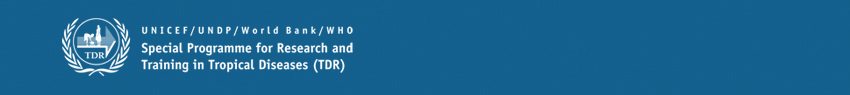 UNICEF/UNDP/World Bank/WHO
Special Programme for Research and
TDR
Training in Tropical Diseases (TDR)